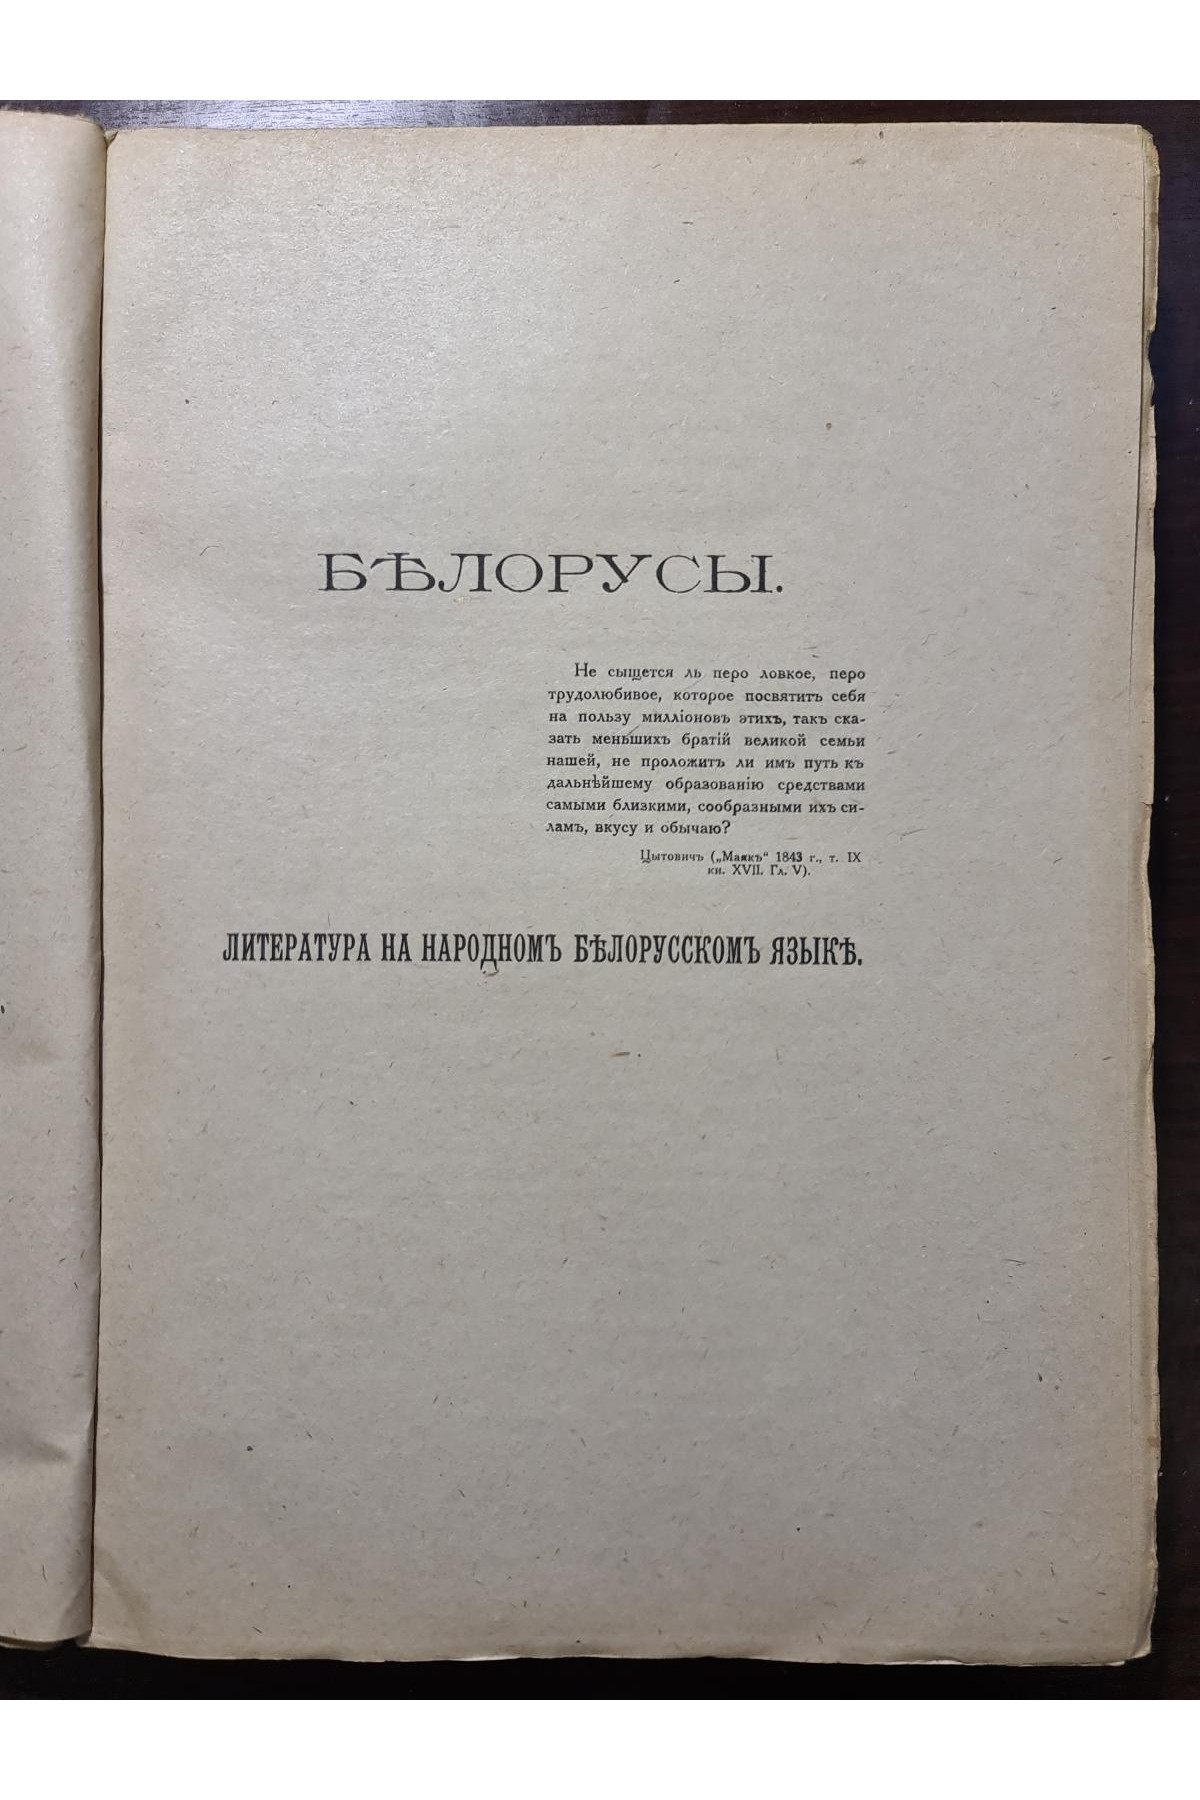 БѢЛОРУСЫ.
Не сыщется ль перо ловкое, перо
трудолюбивое, которое посвятитъ себя
на пользу милліоновъ этихъ, такъ ска-
зать меньшихъ братій великой семьи
нашей, не проложитъ ли имъ путь къ
дальнѣйшему образованію средствами
самыми близкими, сообразными ихъ си-
ламъ, вкусу и обычаю?
Цытовичъ („Маякъ“ 1843 г., т. IX
кн. XVII. Гл. V).
ЛИТЕРАТУРА НА НАРОДНОМЪ БѢЛОРУССКОМЪ ЯЗЫКѢ.